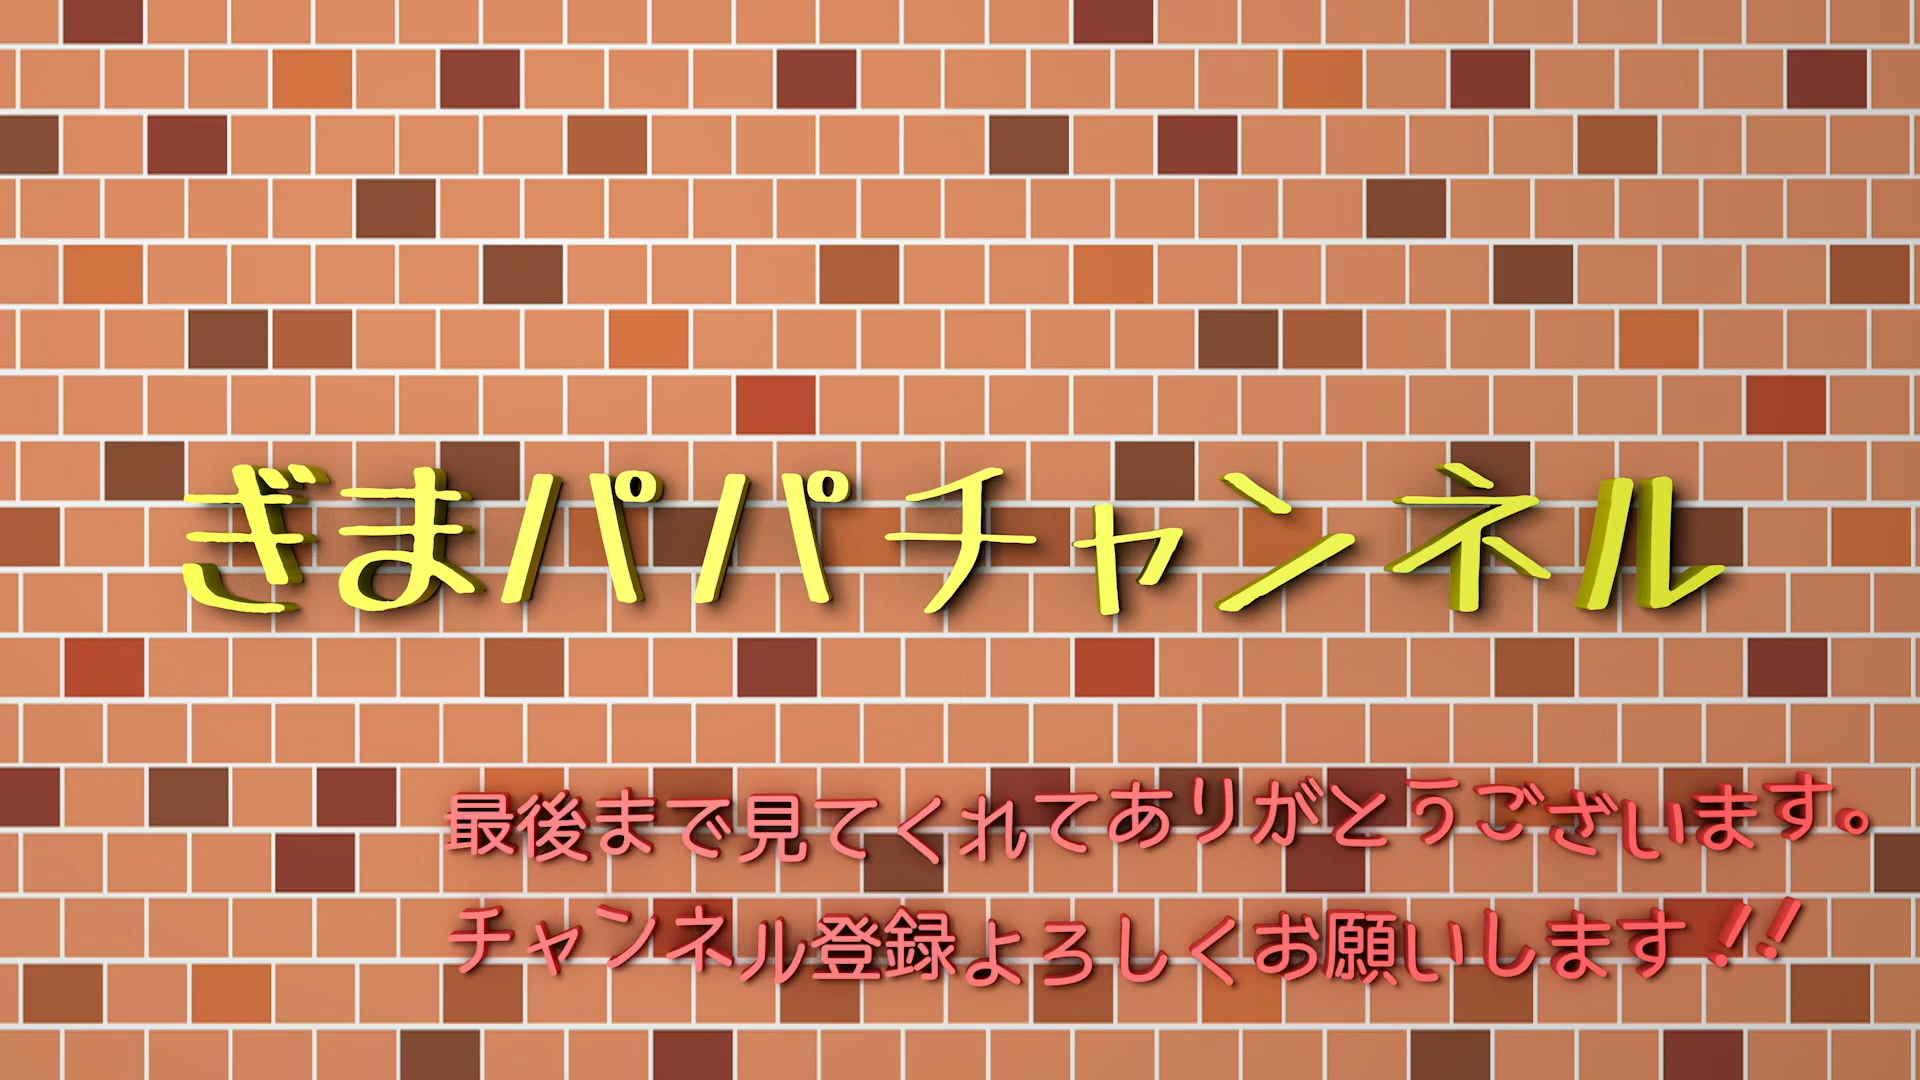 ぎまパパチャンネル
最後まで見てくれてありがとうございます。
チャンネル登録よろしくお願いします!!